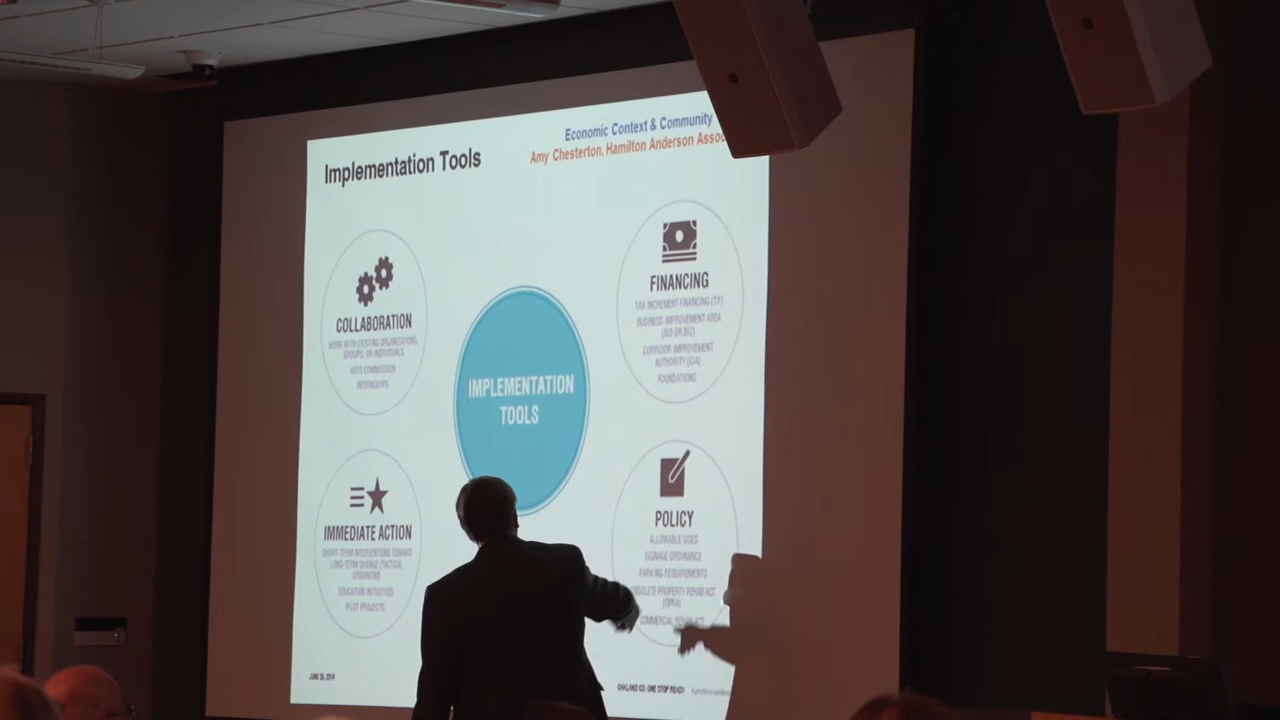 Implementation Tools
Economic Context & Community
Amy Chesterton, Hamilton Anderson
COLLABORATION
WORK WITH EXISTING ORGANIZATIONS,
GROUPS, OR INDIVIDUALS
ARTS COMMISSION
INTERNSHIPS
FINANCING
TAX INCREMENT FINANCING (TIF)
BUSINESS IMPROVEMENT AREA
(BID OR BIZ)
CORRIDOR IMPROVEMENT
AUTHORITY (CIA)
FOUNDATIONS
IMPLEMENTATION
TOOLS
IMMEDIATE ACTION
SHORT-TERM INTERVENTIONS TOWARD
LONG-TERM CHANGE (TACTICAL
URBANISM)
EDUCATION INITIATIVES
PILOT PROJECTS
POLICY
ALLOWABLE USES
SIGNAGE ORDINANCE
PARKING REQUIREMENTS
OBSOLETE PROPERTY REHAB ACT
(OPRA)
COMMERCIAL REHAB ACT
JUNE 26, 2014
OAKLAND CO: ONE STOP READY